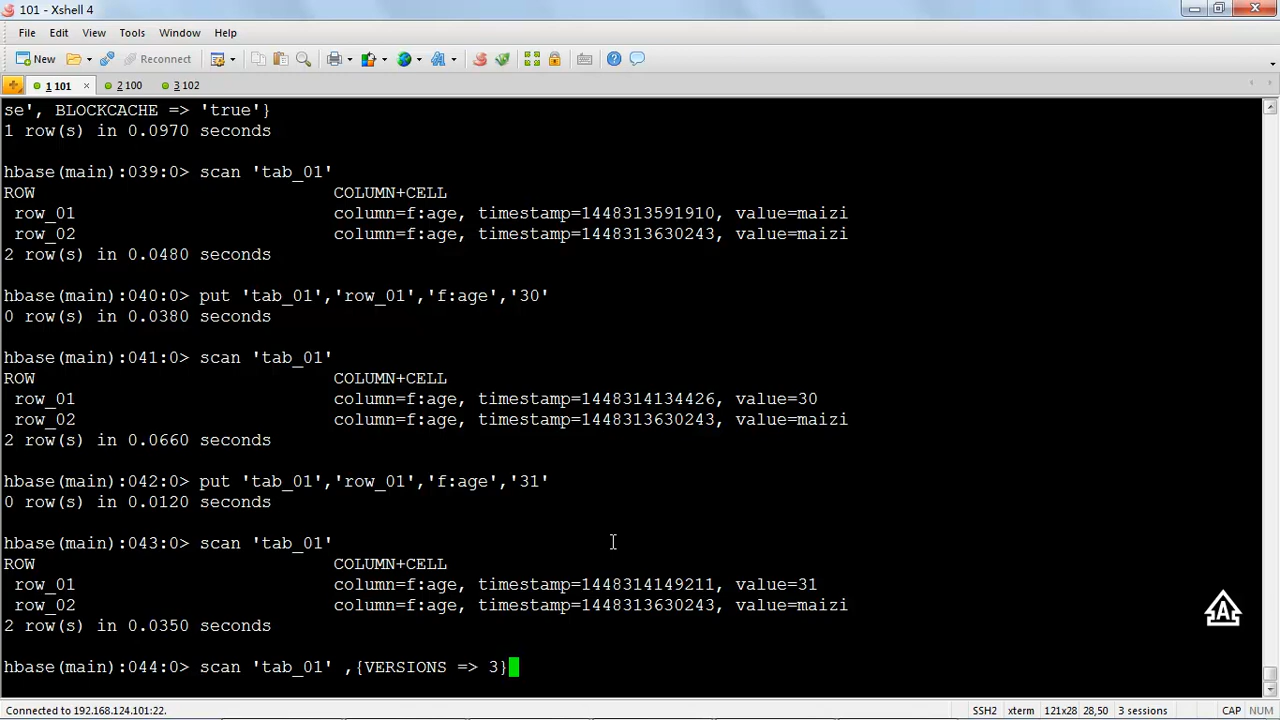 101 - Xshell 4
File Edit View Tools Window Help
New Reconnect
1 101 2 100 3 102
se', BLOCKCACHE => 'true'}
1 row(s) in 0.0970 seconds
hbase(main):039:0> scan 'tab_01'
ROW COLUMN+CELL
row_01 column=f:age, timestamp=1448313591910, value=maizi
row_02 column=f:age, timestamp=1448313630243, value=maizi
2 row(s) in 0.0480 seconds
hbase(main):040:0> put 'tab_01','row_01','f:age','30'
0 row(s) in 0.0380 seconds
hbase(main):041:0> scan 'tab_01'
ROW COLUMN+CELL
row_01 column=f:age, timestamp=1448314134426, value=30
row_02 column=f:age, timestamp=1448313630243, value=maizi
2 row(s) in 0.0660 seconds
hbase(main):042:0> put 'tab_01','row_01','f:age','31'
0 row(s) in 0.0120 seconds
hbase(main):043:0> scan 'tab_01'
ROW COLUMN+CELL
row_01 column=f:age, timestamp=1448314149211, value=31
row_02 column=f:age, timestamp=1448313630243, value=maizi
2 row(s) in 0.0350 seconds
hbase(main):044:0> scan 'tab_01' ,{VERSIONS => 3}
A
Connected to 192.168.124.101:22. SSH2 xterm 121x28 28,50 3 sessions CAP NUM